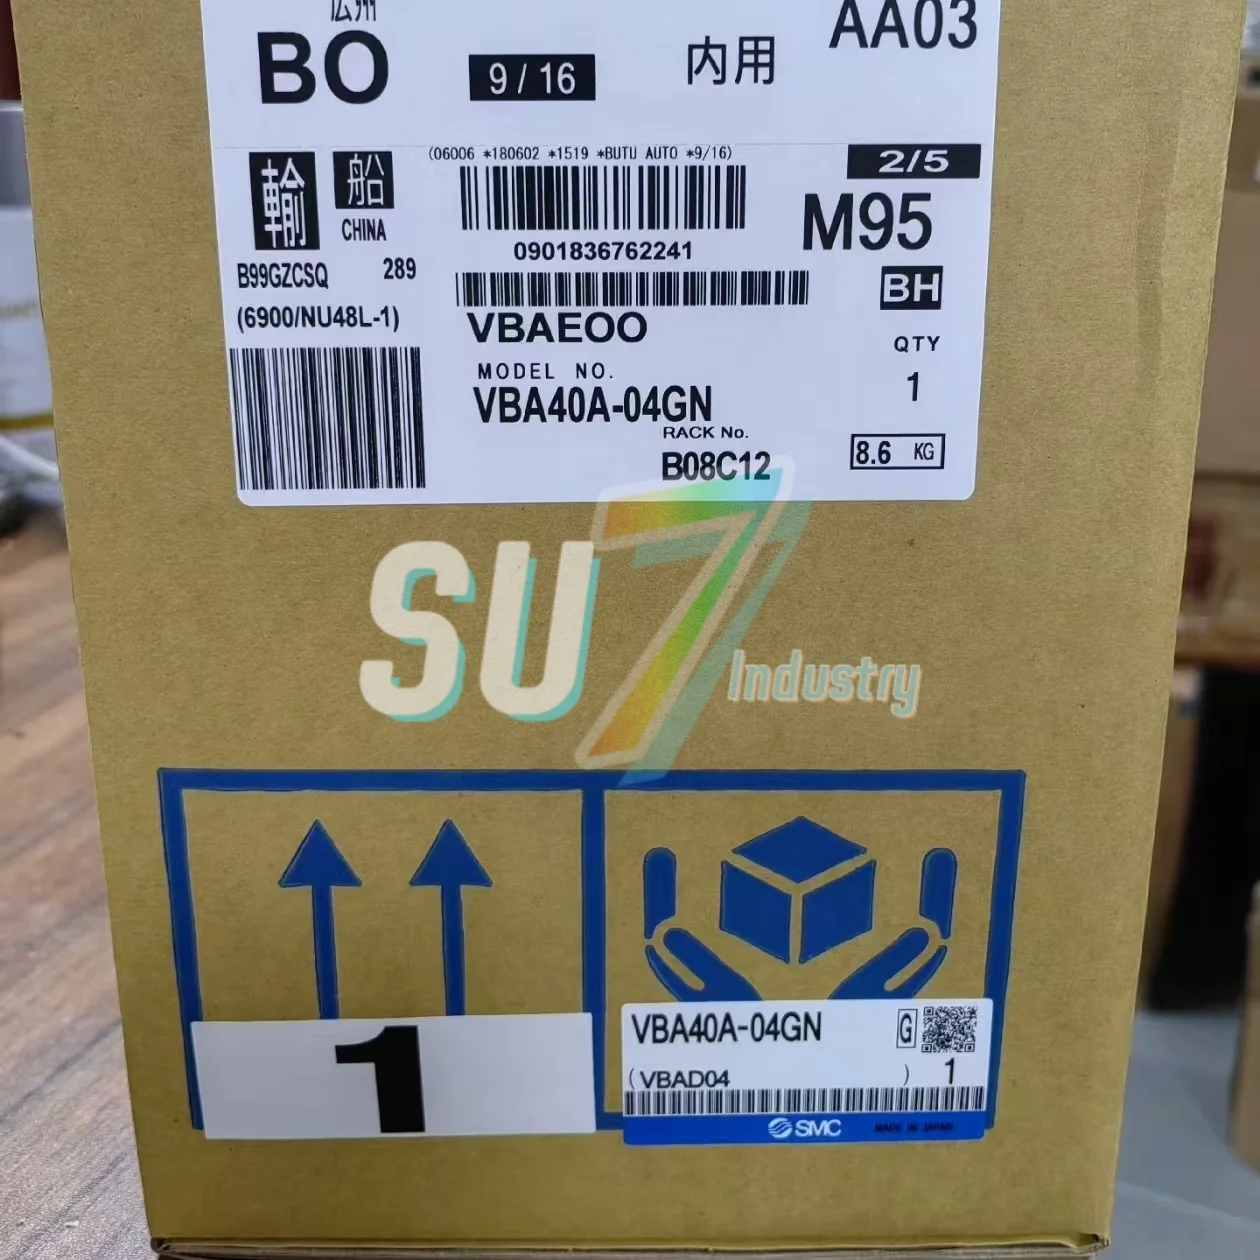 広州
BO
9/16
内用
AA03
輸
船
CHINA
B99GZCSQ 289
(6900/NU48L-1)
(06006 *180602 *1519 *BUTU AUTO *9/16)
0901836762241
VBAEOO
MODEL NO.
VBA40A-04GN
RACK No.
B08C12
2/5
M95
BH
QTY
1
8.6 KG
SU7 Industry
1
VBA40A-04GN G
(VBAD04 ) 1
SMC MADE IN JAPAN